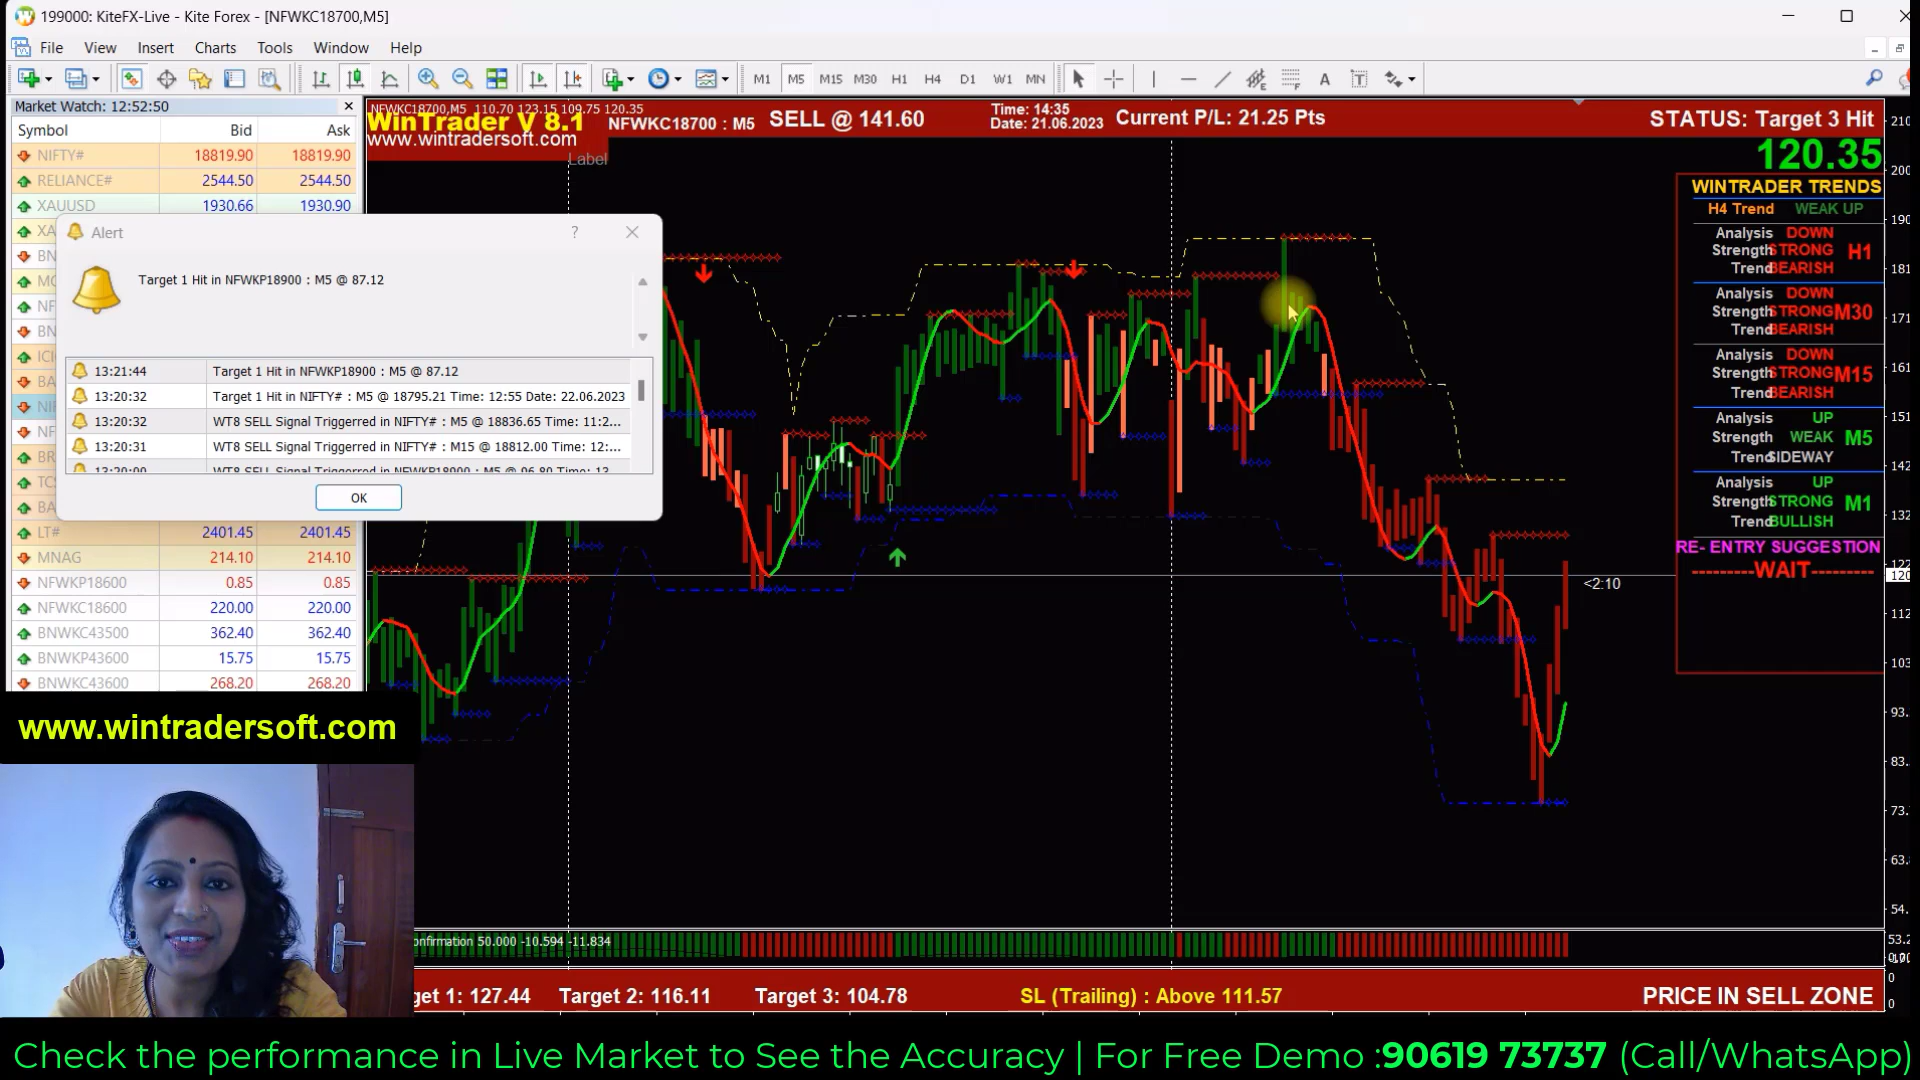 199000: KiteFX-Live - Kite Forex - [NFWKC18700,M5]
File View Insert Charts Tools Window Help
M1 M5 M15 M30 H1 H4 D1 W1 MN
Market Watch: 12:52:50
Symbol Bid Ask
NIFTY# 18819.90 18819.90
RELIANCE# 2544.50 2544.50
XAUUSD 1930.66 1930.90
LT# 2401.45 2401.45
MNAG 214.10 214.10
NFWKP18600 0.85 0.85
NFWKC18600 220.00 220.00
BNWKC43500 362.40 362.40
BNWKP43600 15.75 15.75
BNWKC43600 268.20 268.20
Alert
Target 1 Hit in NFWKP18900 : M5 @ 87.12
13:21:44 Target 1 Hit in NFWKP18900 : M5 @ 87.12
13:20:32 Target 1 Hit in NIFTY# : M5 @ 18795.21 Time: 12:55 Date: 22.06.2023
13:20:32 WT8 SELL Signal Triggerred in NIFTY# : M5 @ 18836.65 Time: 11:2...
13:20:31 WT8 SELL Signal Triggerred in NIFTY# : M15 @ 18812.00 Time: 12:...
OK
NFWKC18700,M5 110.70 123.15 109.75 120.35
WinTrader V 8.1
www.wintradersoft.com
Label
NFWKC18700 : M5 SELL @ 141.60
Time: 14:35
Date: 21.06.2023
Current P/L: 21.25 Pts
STATUS: Target 3 Hit
120.35
WINTRADER TRENDS
H4 Trend WEAK UP
Analysis DOWN
Strength STRONG H1
Trend BEARISH
Analysis DOWN
Strength STRONG M30
Trend BEARISH
Analysis DOWN
Strength STRONG M15
Trend BEARISH
Analysis UP
Strength WEAK M5
Trend SIDEWAY
Analysis UP
Strength STRONG M1
Trend BULLISH
RE- ENTRY SUGGESTION
---------WAIT---------
<2:10
www.wintradersoft.com
onfirmation 50.000 -10.594 -11.834
get 1: 127.44 Target 2: 116.11 Target 3: 104.78 SL (Trailing) : Above 111.57 PRICE IN SELL ZONE
Check the performance in Live Market to See the Accuracy | For Free Demo :90619 73737 (Call/WhatsApp)